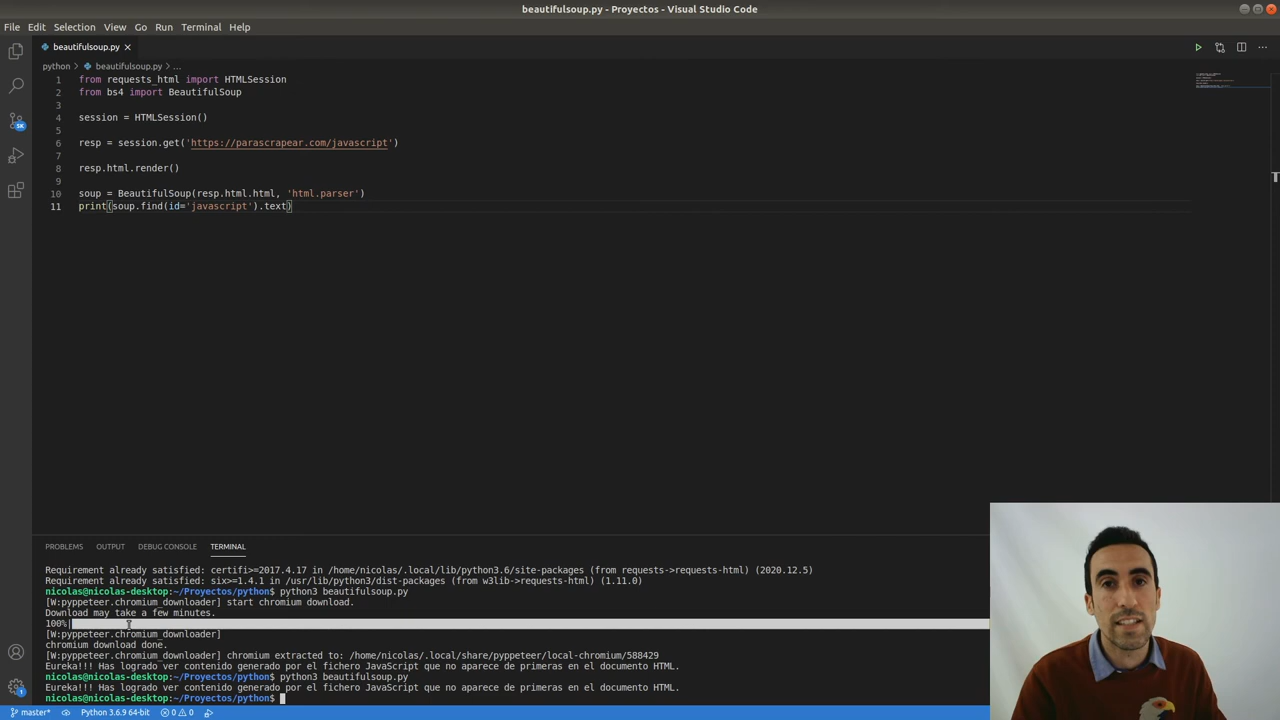 beautifulsoup.py - Proyectos - Visual Studio Code
File Edit Selection View Go Run Terminal Help
beautifulsoup.py
python > beautifulsoup.py > ...
1 from requests_html import HTMLSession
2 from bs4 import BeautifulSoup
3
4 session = HTMLSession()
5
6 resp = session.get('https://parascrapear.com/javascript')
7
8 resp.html.render()
9
10 soup = BeautifulSoup(resp.html.html, 'html.parser')
11 print(soup.find(id='javascript').text)
5K
PROBLEMS OUTPUT DEBUG CONSOLE TERMINAL
Requirement already satisfied: certifi>=2017.4.17 in /home/nicolas/.local/lib/python3.6/site-packages (from requests->requests-html) (2020.12.5)
Requirement already satisfied: six>=1.4.1 in /usr/lib/python3/dist-packages (from w3lib->requests-html) (1.11.0)
nicolas@nicolas-desktop:~/Proyectos/python$ python3 beautifulsoup.py
[W:pyppeteer.chromium_downloader] start chromium download.
Download may take a few minutes.
100%|
[W:pyppeteer.chromium_downloader]
chromium download done.
[W:pyppeteer.chromium_downloader] chromium extracted to: /home/nicolas/.local/share/pyppeteer/local-chromium/588429
Eureka!!! Has logrado ver contenido generado por el fichero JavaScript que no aparece de primeras en el documento HTML.
nicolas@nicolas-desktop:~/Proyectos/python$ python3 beautifulsoup.py
Eureka!!! Has logrado ver contenido generado por el fichero JavaScript que no aparece de primeras en el documento HTML.
nicolas@nicolas-desktop:~/Proyectos/python$
1
master* Python 3.6.9 64-bit 0 0